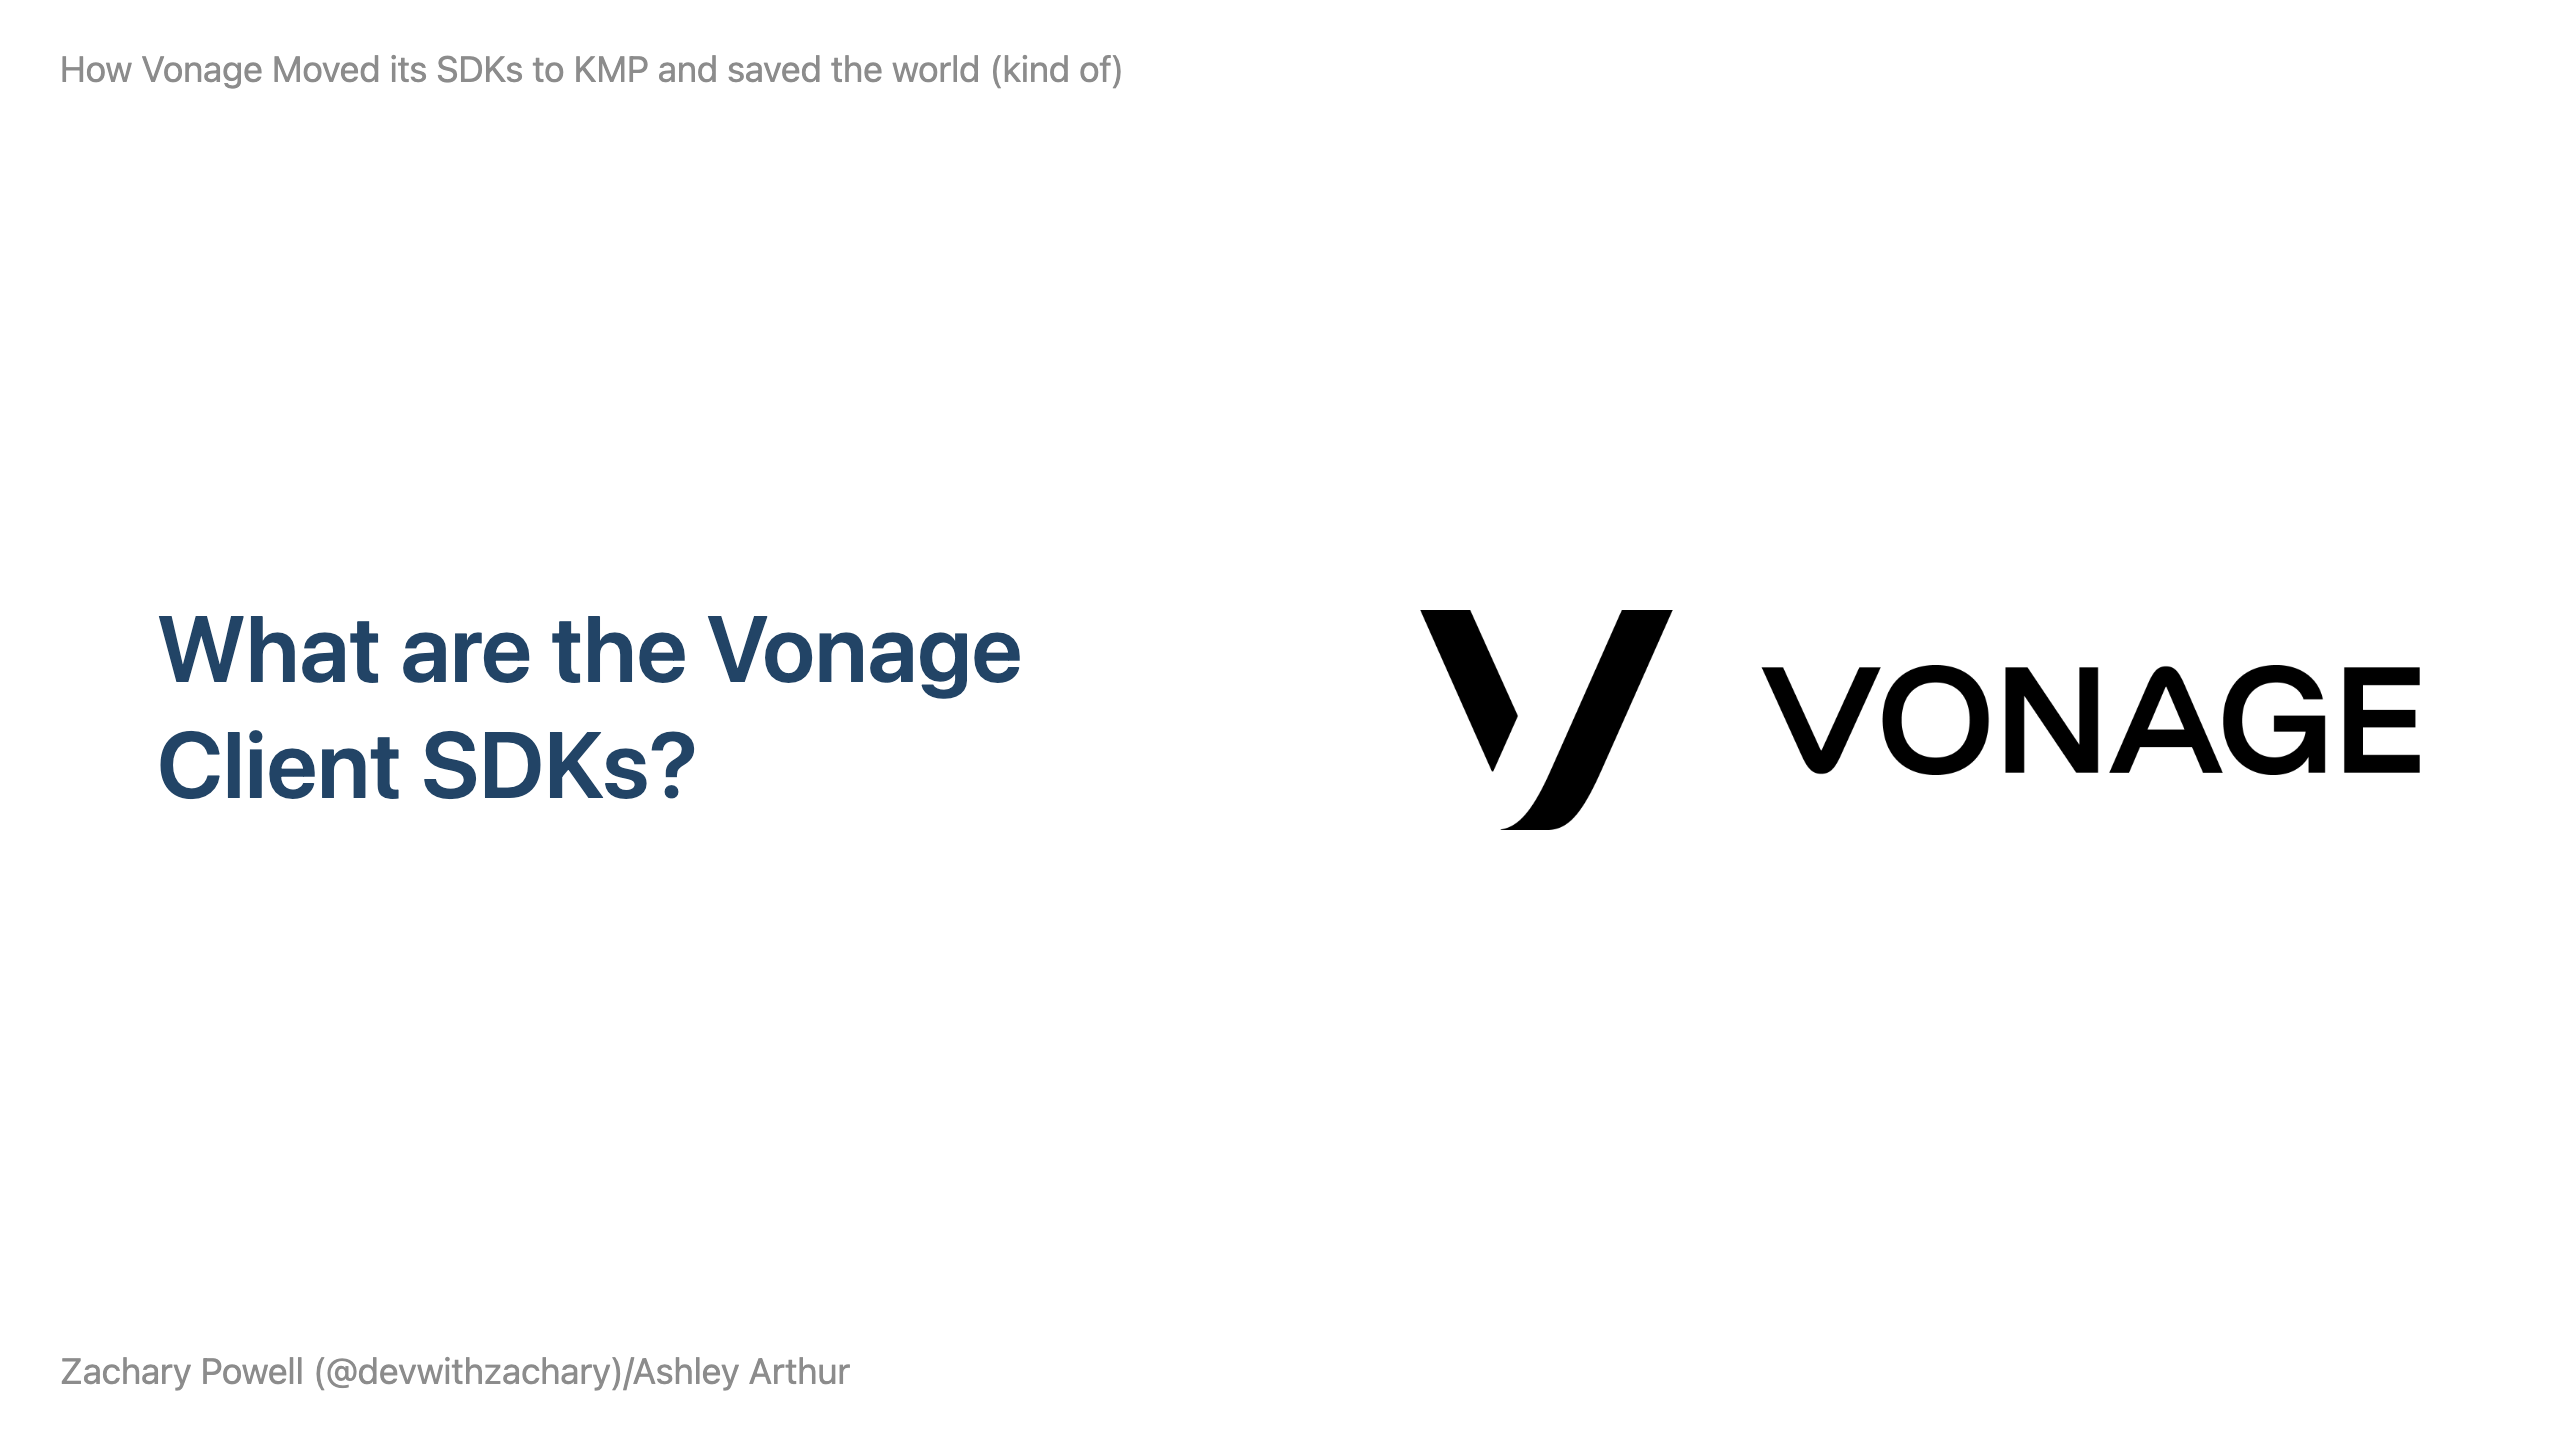 How Vonage Moved its SDKs to KMP and saved the world (kind of)
What are the Vonage
Client SDKs?
VONAGE
Zachary Powell (@devwithzachary)/Ashley Arthur